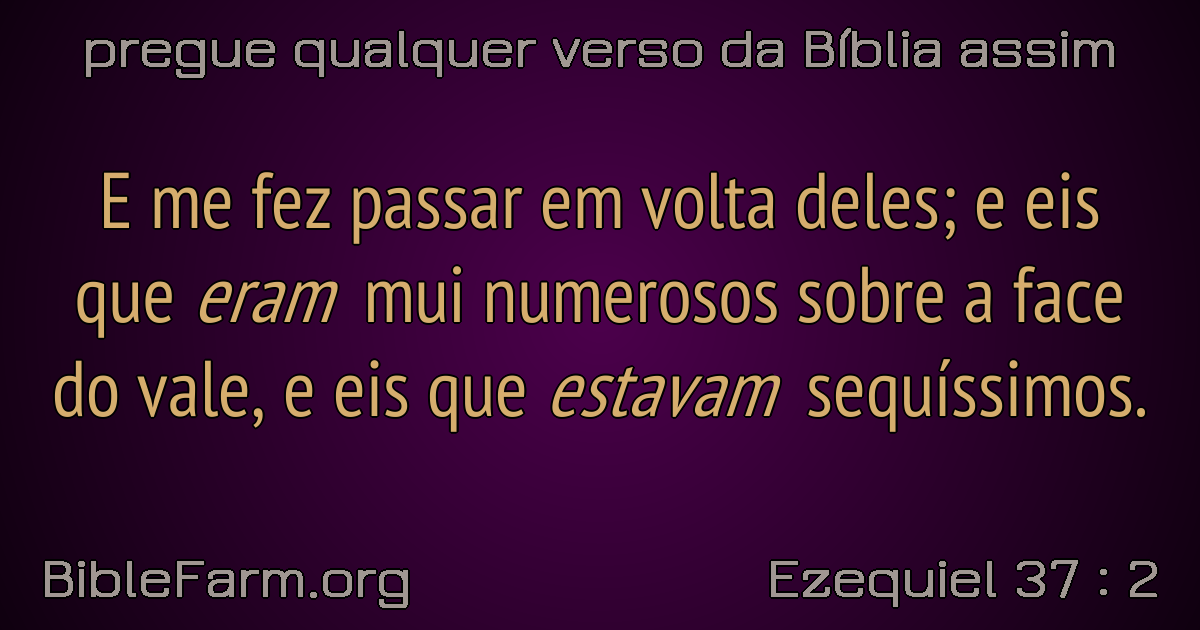 pregue qualquer verso da Bíblia assim
E me fez passar em volta deles; e eis
que eram mui numerosos sobre a face
do vale, e eis que estavam sequíssimos.
BibleFarm.org
Ezequiel 37 : 2